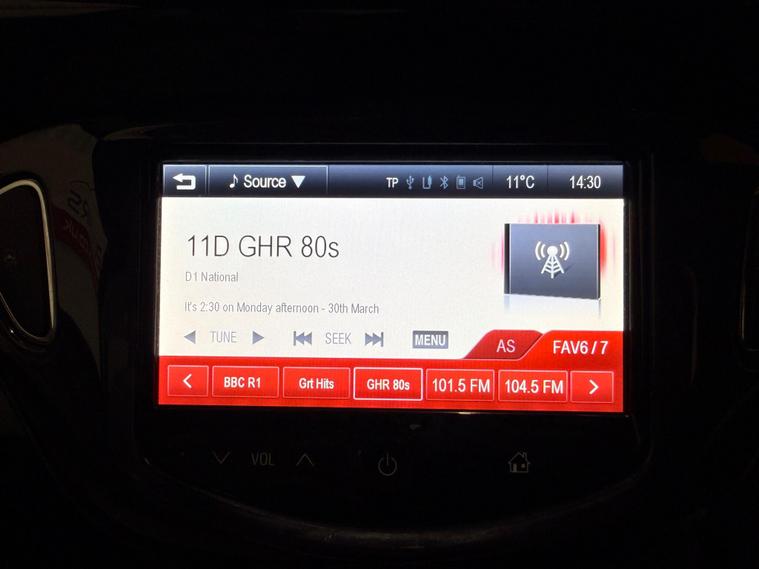 Source TP 11°C 14:30
11D GHR 80s
D1 National
It's 2:30 on Monday afternoon - 30th March
TUNE SEEK MENU AS FAV6 / 7
BBC R1 Grt Hits GHR 80s 101.5 FM 104.5 FM
VOL